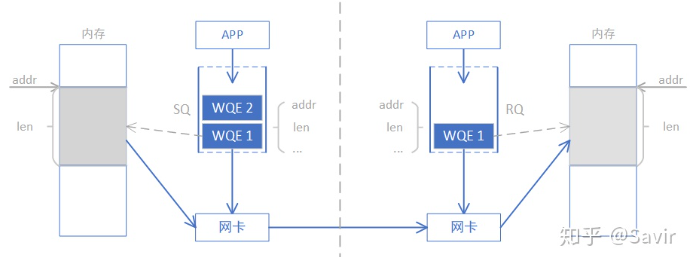 内存
APP
APP
内存
addr
SQ
WQE 2
WQE 1
addr
len
...
addr
len
...
RQ
WQE 1
addr
len
len
网卡
网卡
知乎 @Savir